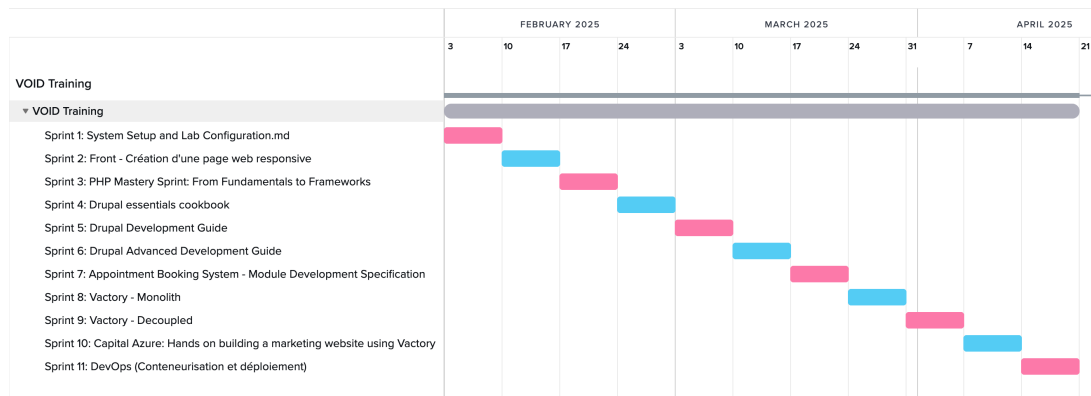 FEBRUARY 2025 MARCH 2025 APRIL 2025
3 10 17 24 3 10 17 24 31 7 14 21
VOID Training
VOID Training
Sprint 1: System Setup and Lab Configuration.md
Sprint 2: Front - Création d'une page web responsive
Sprint 3: PHP Mastery Sprint: From Fundamentals to Frameworks
Sprint 4: Drupal essentials cookbook
Sprint 5: Drupal Development Guide
Sprint 6: Drupal Advanced Development Guide
Sprint 7: Appointment Booking System - Module Development Specification
Sprint 8: Vactory - Monolith
Sprint 9: Vactory - Decoupled
Sprint 10: Capital Azure: Hands on building a marketing website using Vactory
Sprint 11: DevOps (Conteneurisation et déploiement)